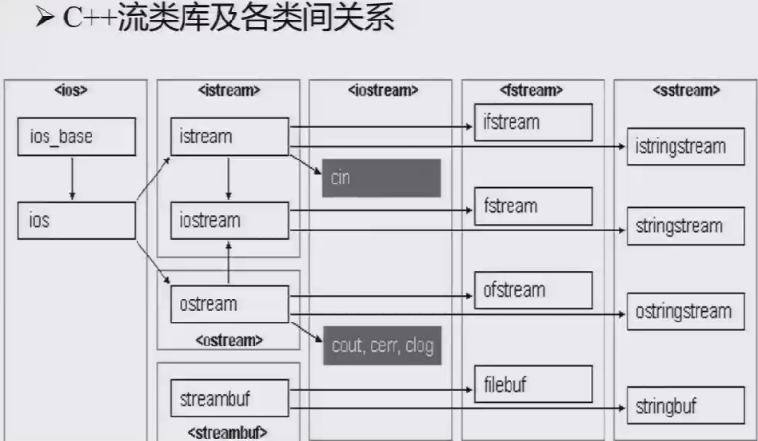 ➢ C++流类库及各类间关系
<ios>
<istream>
<iostream>
<fstream>
<sstream>
ios_base
istream
ifstream
istringstream
cin
ios
iostream
fstream
stringstream
ostream
ofstream
ostringstream
<ostream>
cout, cerr, clog
streambuf
filebuf
stringbuf
<streambuf>